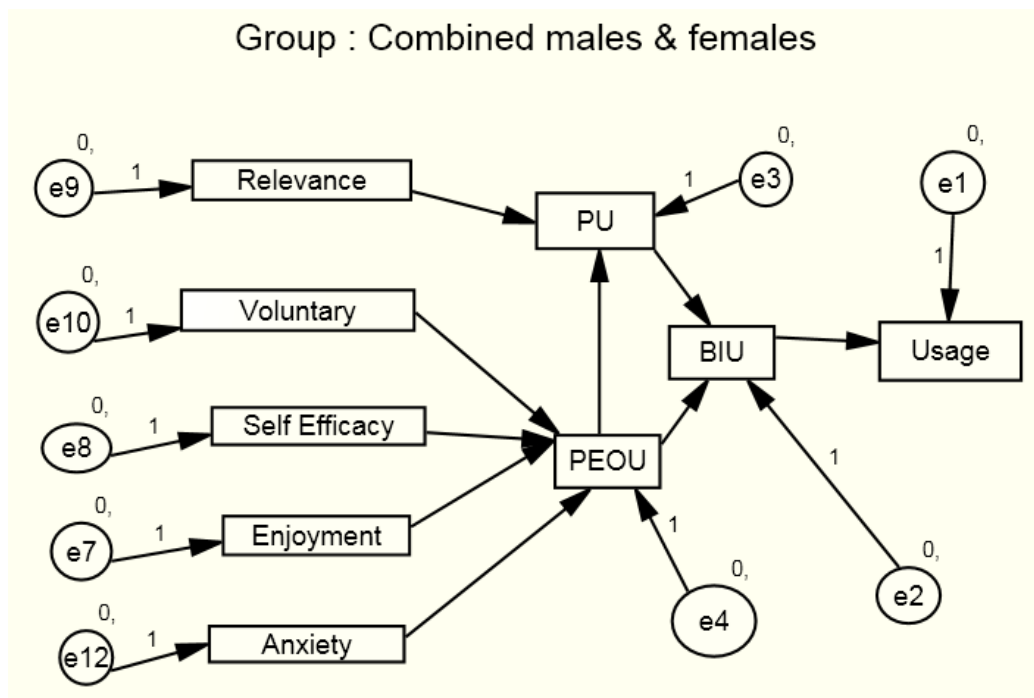 Group : Combined males & females
0,
e9
1
Relevance
0,
e3
1
PU
0,
e1
1
0,
e10
1
Voluntary
BIU
Usage
0,
e8
1
Self Efficacy
PEOU
1
0,
e7
1
Enjoyment
1
0,
e4
0,
e2
0,
e12
1
Anxiety